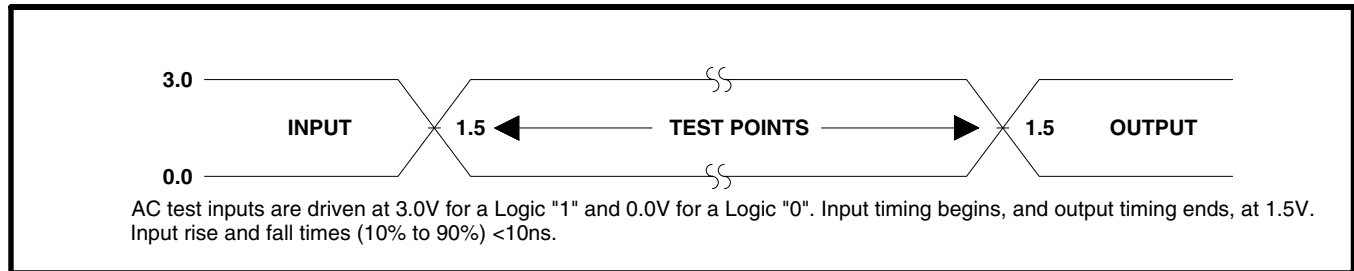 3.0
INPUT 1.5 TEST POINTS 1.5 OUTPUT
0.0
AC test inputs are driven at 3.0V for a Logic "1" and 0.0V for a Logic "0". Input timing begins, and output timing ends, at 1.5V.
Input rise and fall times (10% to 90%) <10ns.